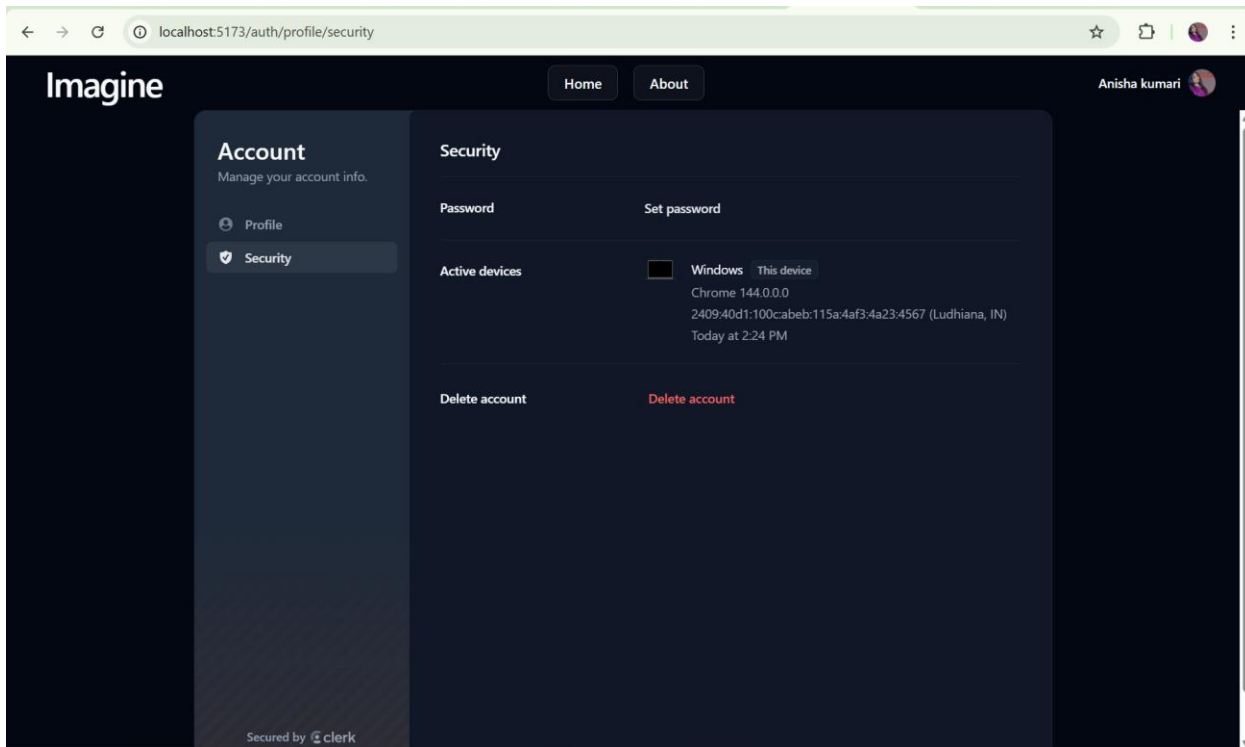 localhost:5173/auth/profile/security
Imagine
Home
About
Anisha kumari
Account
Manage your account info.
Profile
Security
Security
Password
Set password
Active devices
Windows This device
Chrome 144.0.0.0
2409:40d1:100c:abeb:115a:4af3:4a23:4567 (Ludhiana, IN)
Today at 2:24 PM
Delete account
Delete account
Secured by clerk